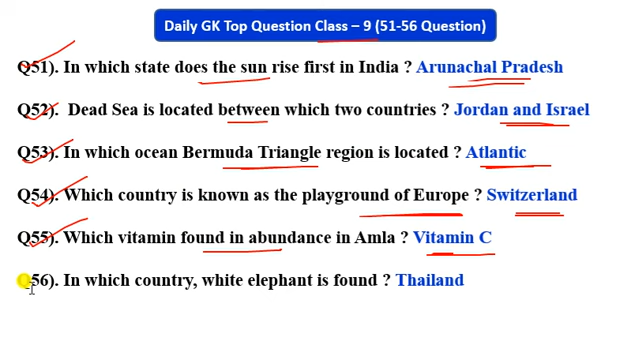 Daily GK Top Question Class – 9 (51-56 Question)
Q51). In which state does the sun rise first in India ? Arunachal Pradesh
Q52). Dead Sea is located between which two countries ? Jordan and Israel
Q53). In which ocean Bermuda Triangle region is located ? Atlantic
Q54). Which country is known as the playground of Europe ? Switzerland
Q55). Which vitamin found in abundance in Amla ? Vitamin C
Q56). In which country, white elephant is found ? Thailand